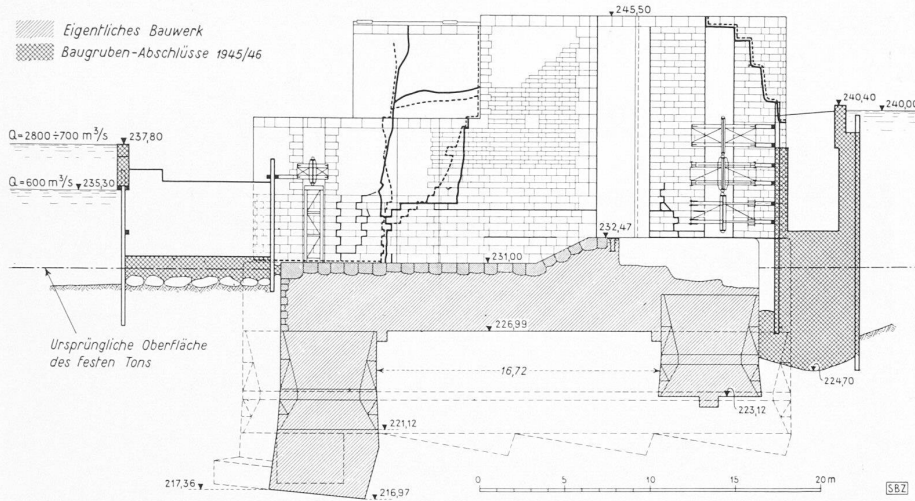 Eigentliches Bauwerk
Baugruben-Abschlüsse 1945/46
245,50
240,40
240,00
Q=2800÷700 m³/s
237,80
Q=600 m³/s
235,30
232,47
231,00
Ursprüngliche Oberfläche
des festen Tons
226,99
16,72
224,70
223,12
221,12
217,36
216,97
0 5 10 15 20 m
SBZ